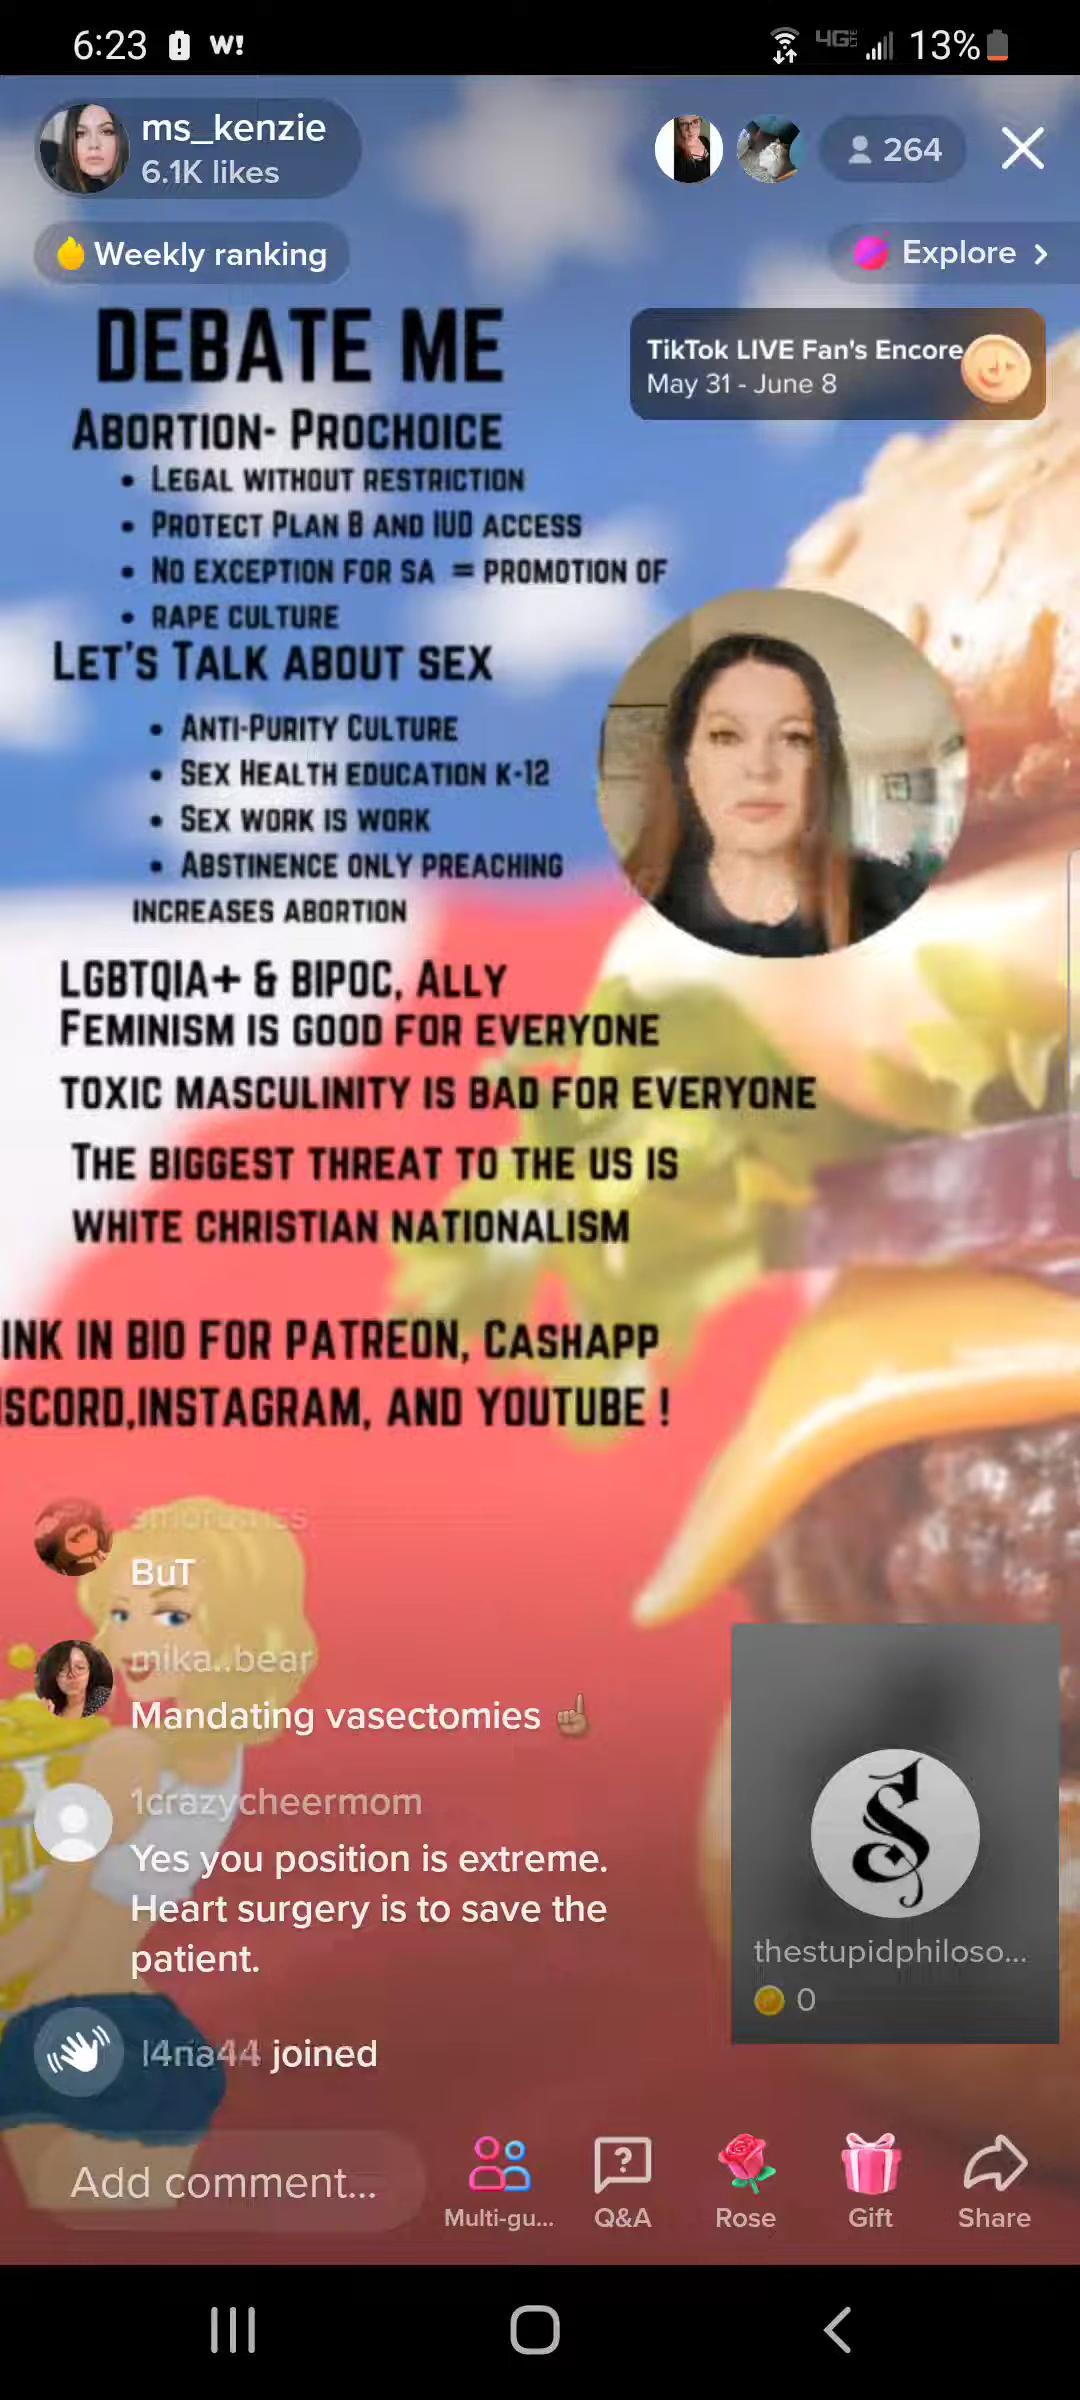 6:23 W! 4G LTE 13%
ms_kenzie
6.1K likes
264
Weekly ranking
Explore >
DEBATE ME
TikTok LIVE Fan's Encore
May 31 - June 8
ABORTION- PROCHOICE
• LEGAL WITHOUT RESTRICTION
• PROTECT PLAN B AND IUD ACCESS
• NO EXCEPTION FOR SA = PROMOTION OF
• RAPE CULTURE
LET'S TALK ABOUT SEX
• ANTI-PURITY CULTURE
• SEX HEALTH EDUCATION K-12
• SEX WORK IS WORK
• ABSTINENCE ONLY PREACHING
INCREASES ABORTION
LGBTQIA+ & BIPOC, ALLY
FEMINISM IS GOOD FOR EVERYONE
TOXIC MASCULINITY IS BAD FOR EVERYONE
THE BIGGEST THREAT TO THE US IS
WHITE CHRISTIAN NATIONALISM
INK IN BIO FOR PATREON, CASHAPP
ISCORD,INSTAGRAM, AND YOUTUBE !
BuT
mika..bear
Mandating vasectomies ☝🏽
1crazycheermom
Yes you position is extreme.
Heart surgery is to save the
patient.
thestupidphiloso...
0
l4ria44 joined
Add comment...
Multi-gu...
Q&A
Rose
Gift
Share